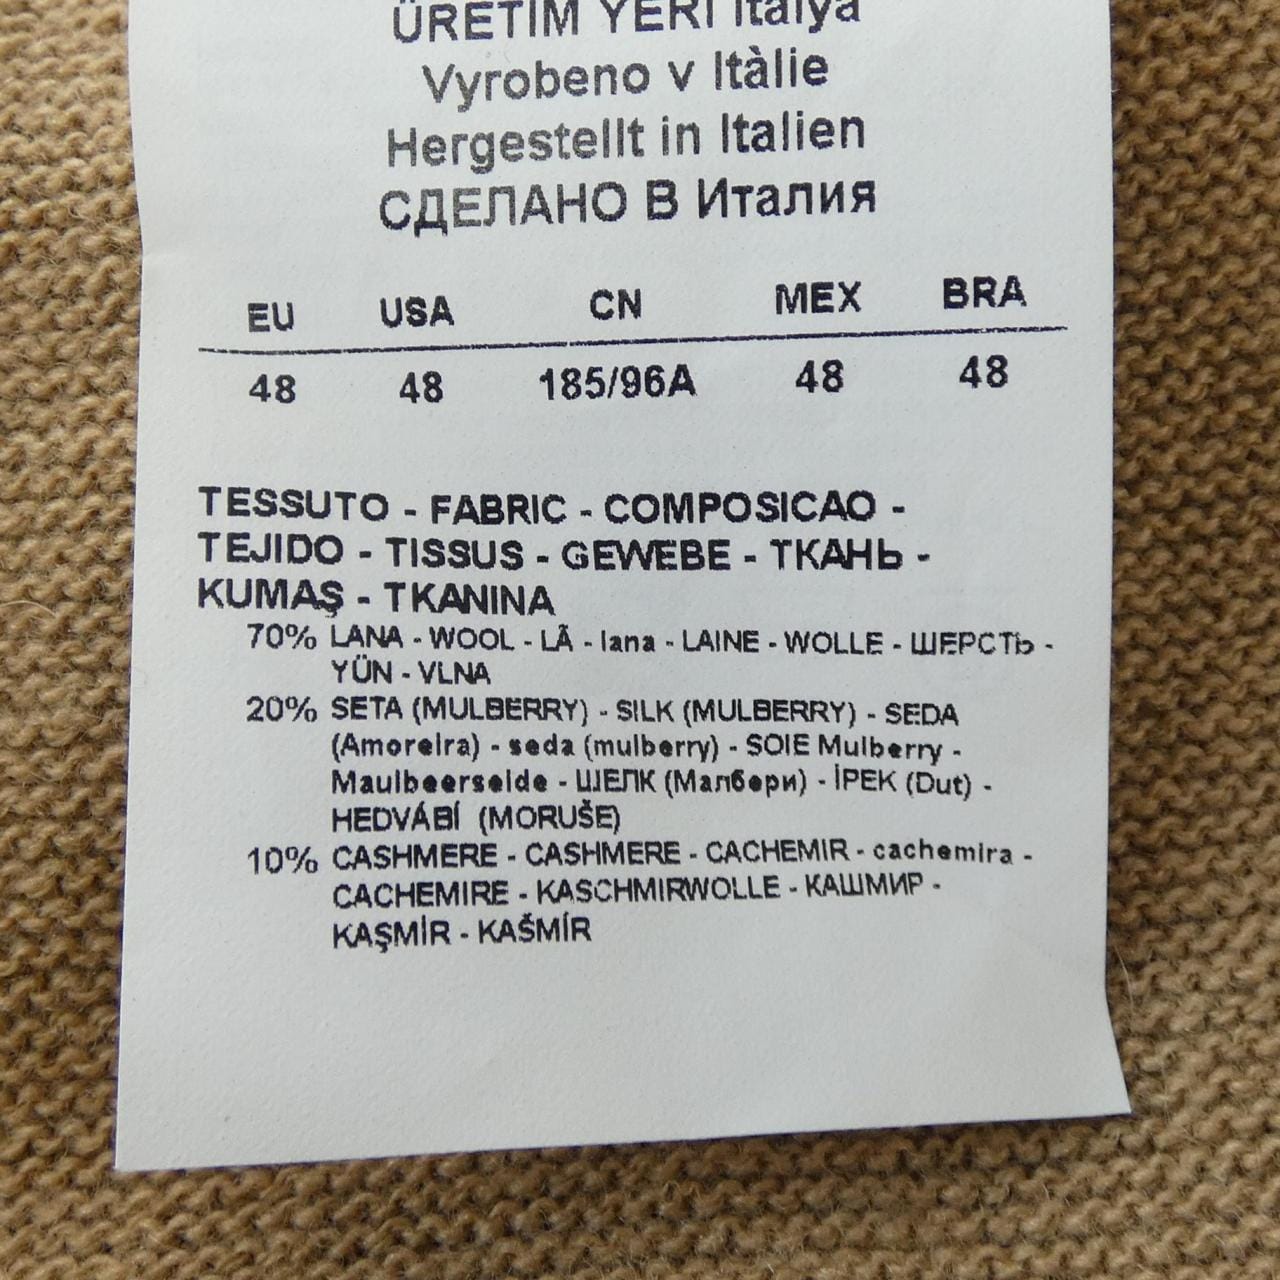 ÜRETİM YERİ İtalya
Vyrobeno v Itàlie
Hergestellt in Italien
СДЕЛАНО В Италия
EU USA CN MEX BRA
48 48 185/96A 48 48
TESSUTO - FABRIC - COMPOSICAO -
TEJIDO - TISSUS - GEWEBE - ТКАНЬ -
KUMAŞ - TKANINA
70% LANA - WOOL - LÃ - lana - LAINE - WOLLE - ШЕРСТЬ -
YÜN - VLNA
20% SETA (MULBERRY) - SILK (MULBERRY) - SEDA
(Amoreira) - seda (mulberry) - SOIE Mulberry -
Maulbeerseide - ШЕЛК (Малбери) - İPEK (Dut) -
HEDVÁBÍ (MORUŠE)
10% CASHMERE - CASHMERE - CACHEMIR - cachemira -
CACHEMIRE - KASCHMIRWOLLE - КАШМИР -
KAŞMİR - KAŠMÍR